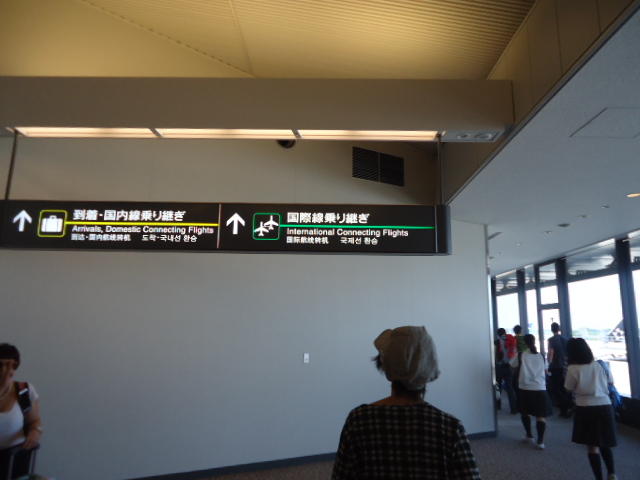 到着・国内線乗り継ぎ
Arrivals, Domestic Connecting Flights
到达・国内航线转机 도착・국내선 환승
国際線乗り継ぎ
International Connecting Flights
国际航线转机 국제선 환승